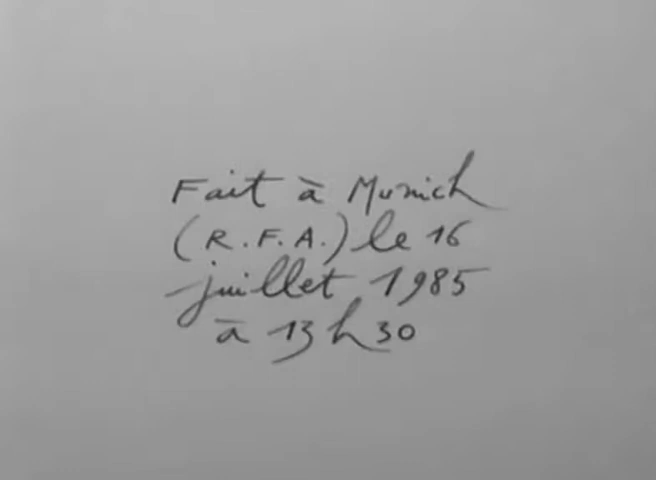 Fait à Munich
(R.F.A.) le 16
juillet 1985
à 13h30